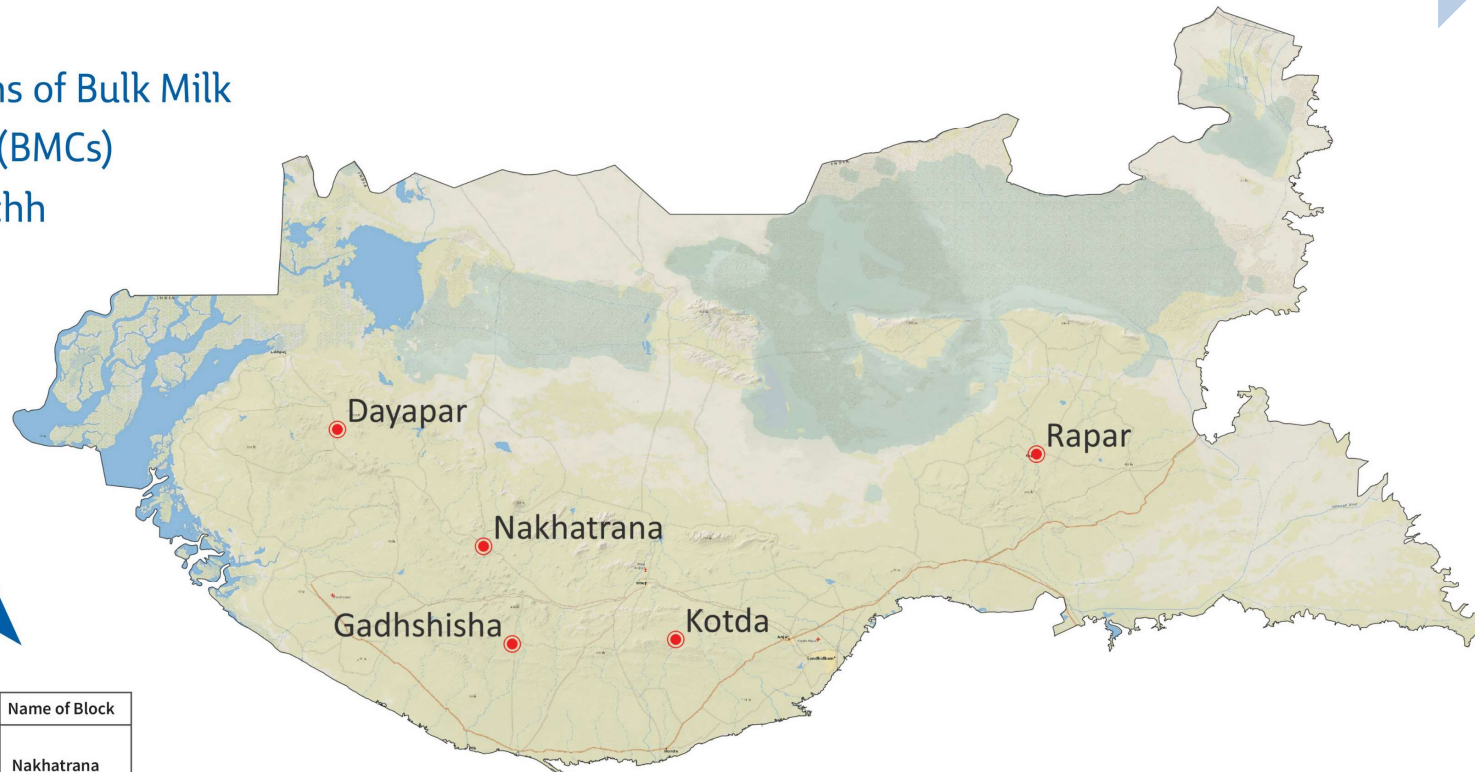 ns of Bulk Milk
(BMCs)
chh
Dayapar
Rapar
Nakhatrana
Gadhshisha
Kotda
Name of Block
Nakhatrana